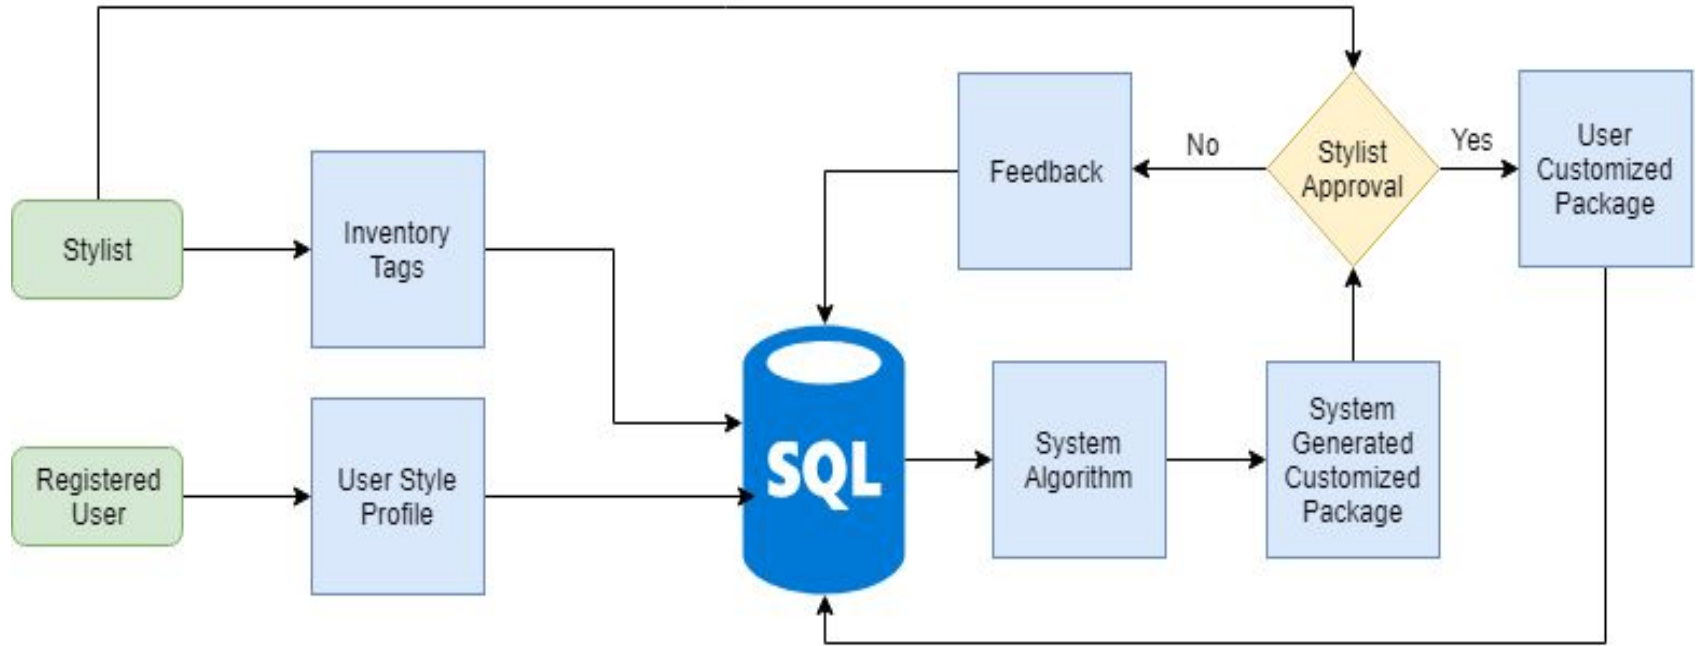 Stylist
Inventory
Tags
Registered
User
User Style
Profile
SQL
Feedback
No
Stylist
Approval
Yes
User
Customized
Package
System
Algorithm
System
Generated
Customized
Package